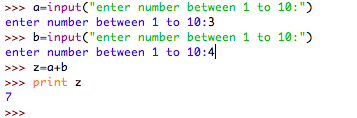 >>> a=input("enter number between 1 to 10:")
enter number between 1 to 10:3
>>> b=input("enter number between 1 to 10:")
enter number between 1 to 10:4
>>> z=a+b
>>> print z
7
>>>